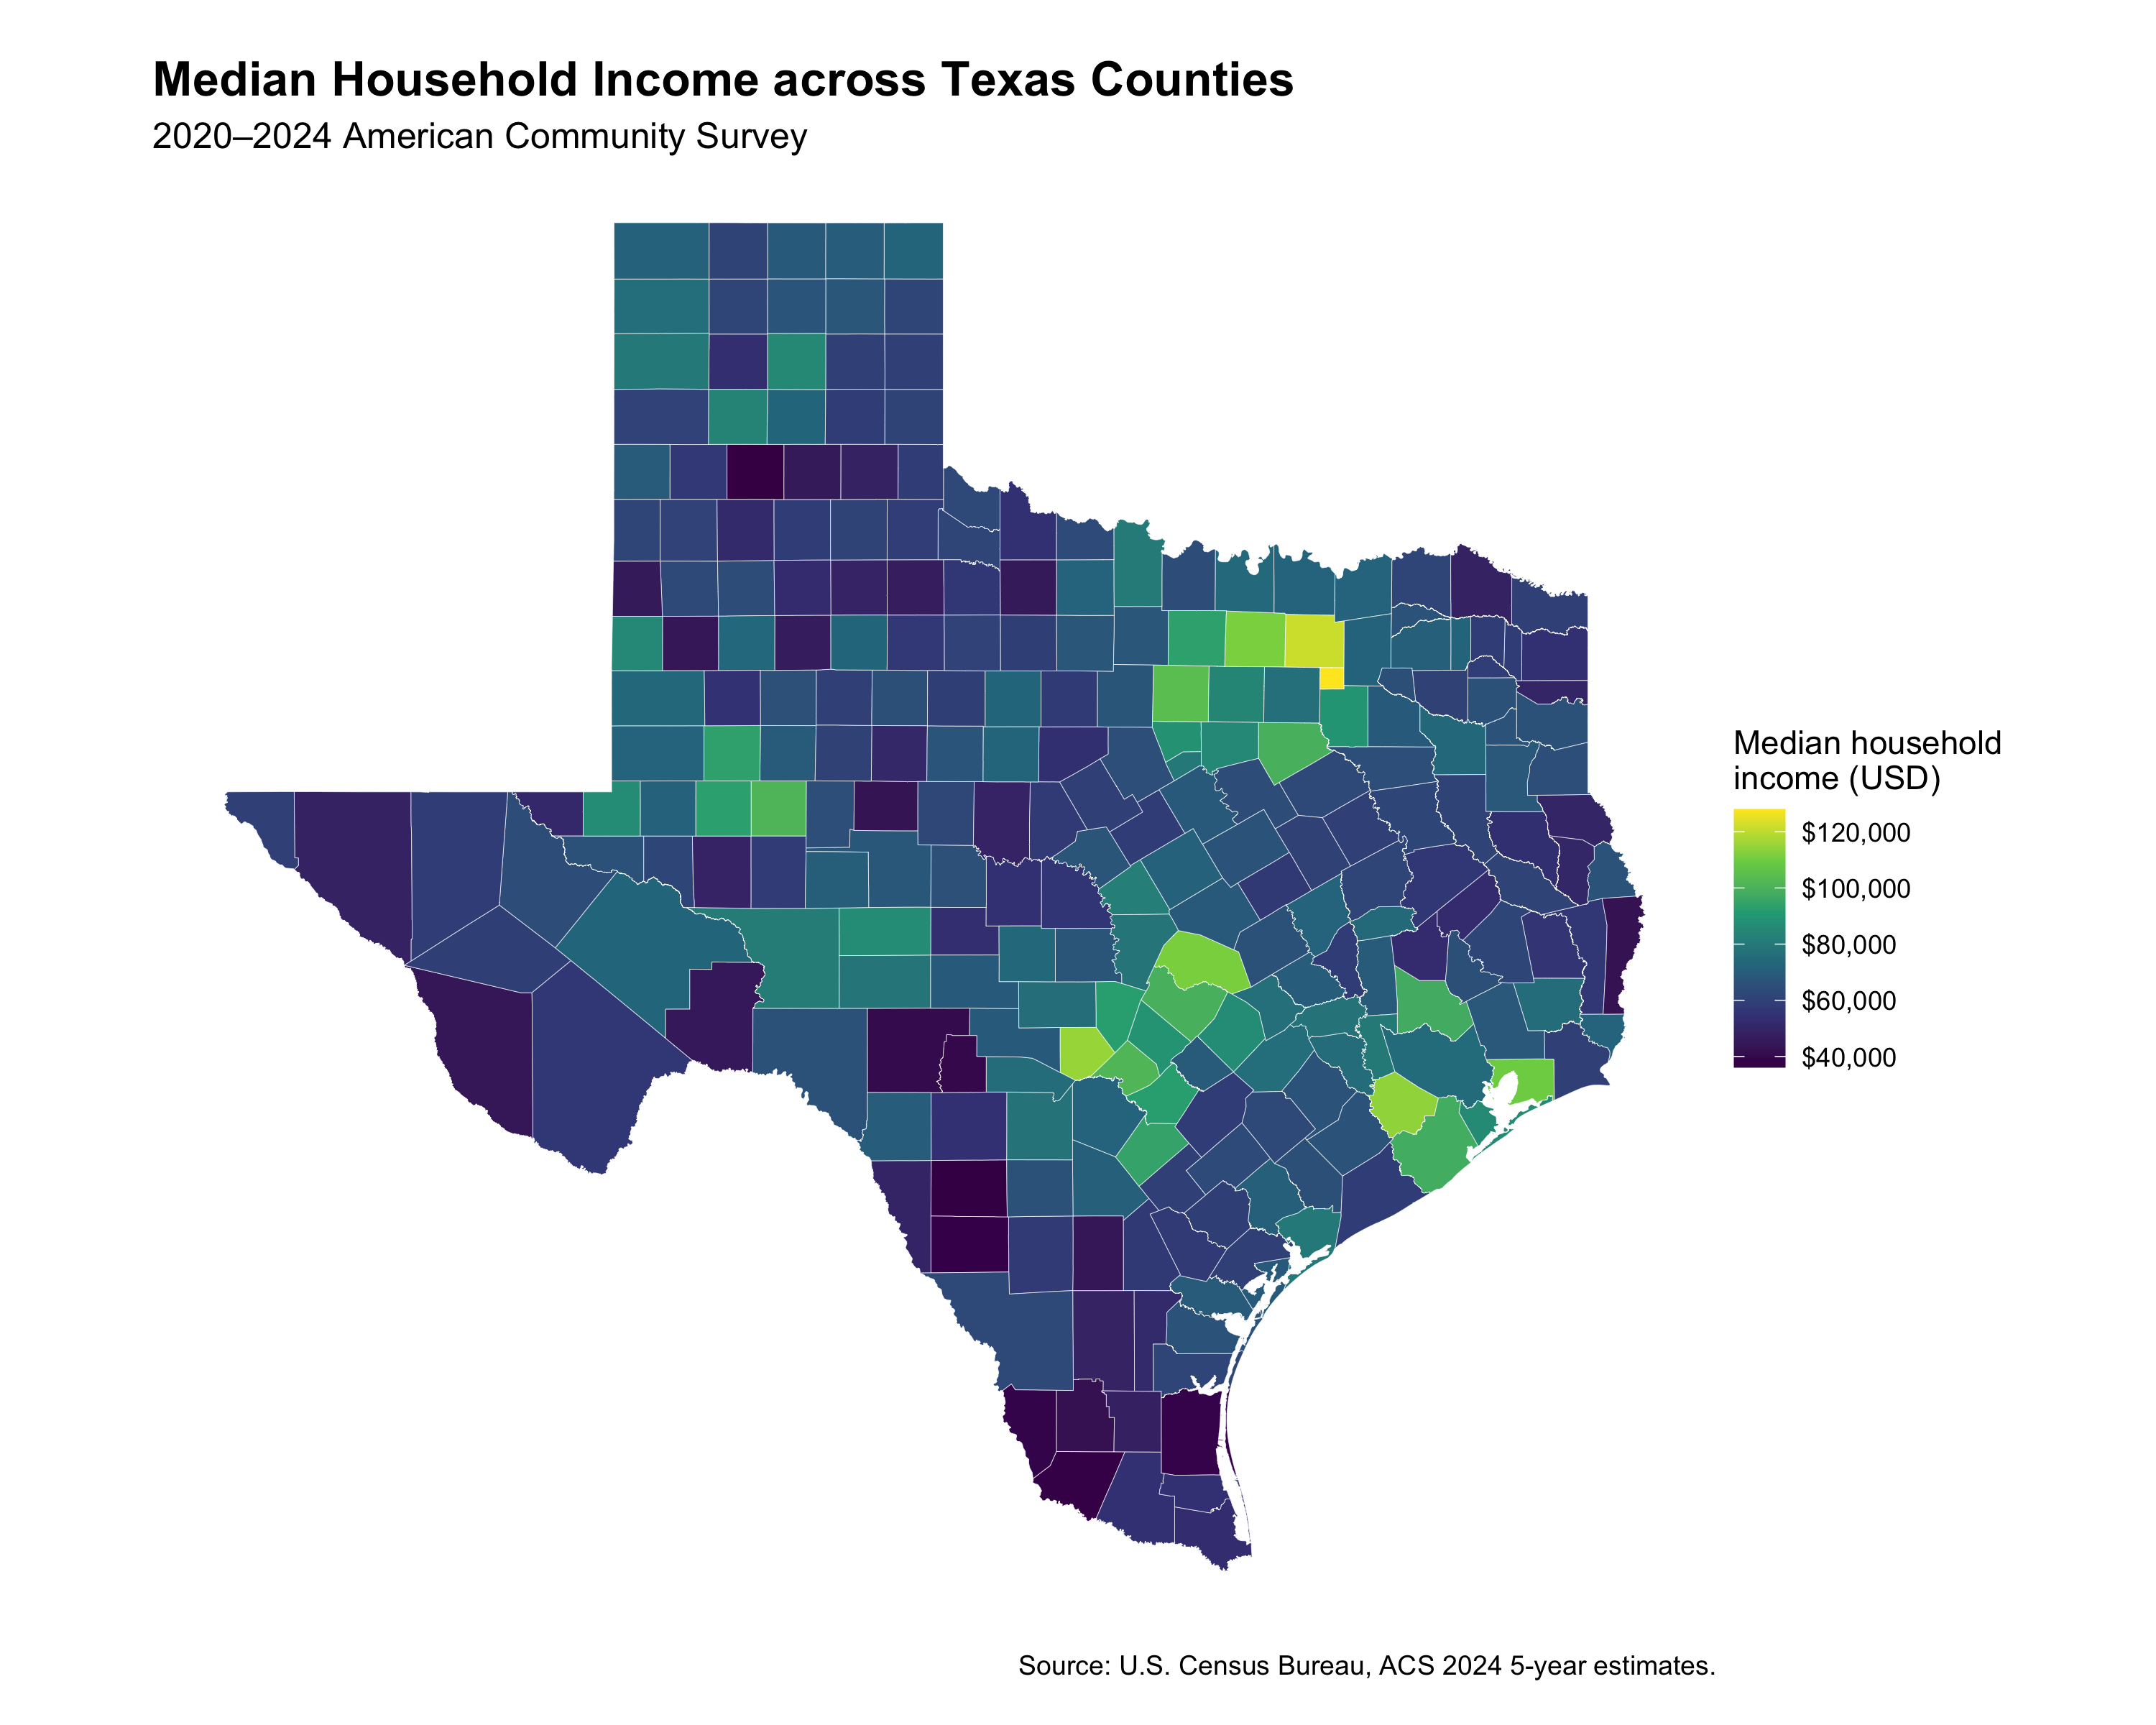 Median Household Income across Texas Counties
2020–2024 American Community Survey
Median household
income (USD)
$120,000
$100,000
$80,000
$60,000
$40,000
Source: U.S. Census Bureau, ACS 2024 5-year estimates.